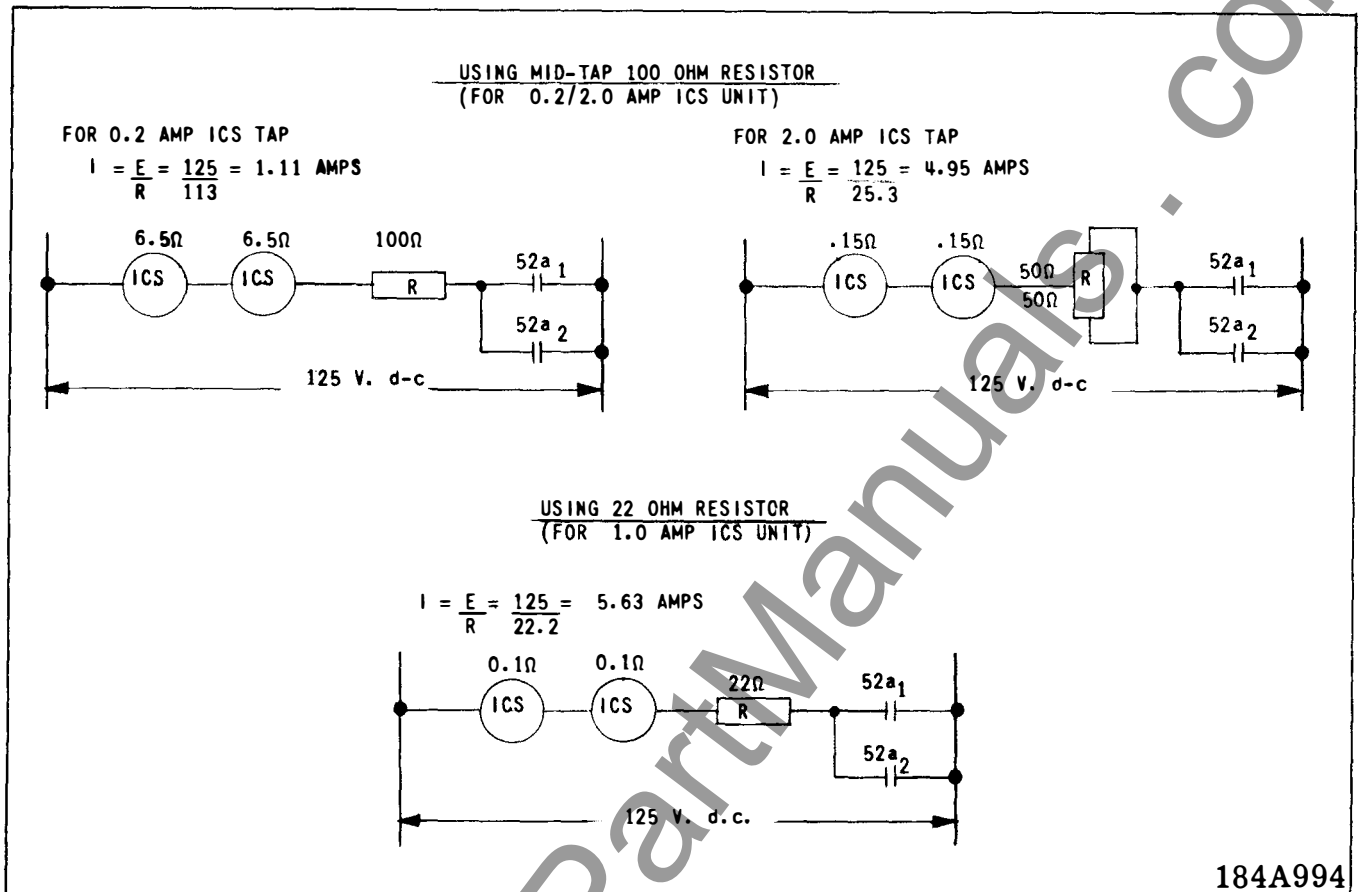 USING MID-TAP 100 OHM RESISTOR
(FOR 0.2/2.0 AMP ICS UNIT)
FOR 0.2 AMP ICS TAP
I = E = 125 = 1.11 AMPS
R 113
6.5Ω 6.5Ω 100Ω
ICS ICS R
52a1
52a2
125 V. d-c
FOR 2.0 AMP ICS TAP
I = E = 125 = 4.95 AMPS
R 25.3
.15Ω .15Ω
ICS ICS
50Ω
50Ω
R
52a1
52a2
125 V. d-c
USING 22 OHM RESISTOR
(FOR 1.0 AMP ICS UNIT)
I = E = 125 = 5.63 AMPS
R 22.2
0.1Ω 0.1Ω 22Ω
ICS ICS R
52a1
52a2
125 V. d.c.
184A994
PartManuals.co